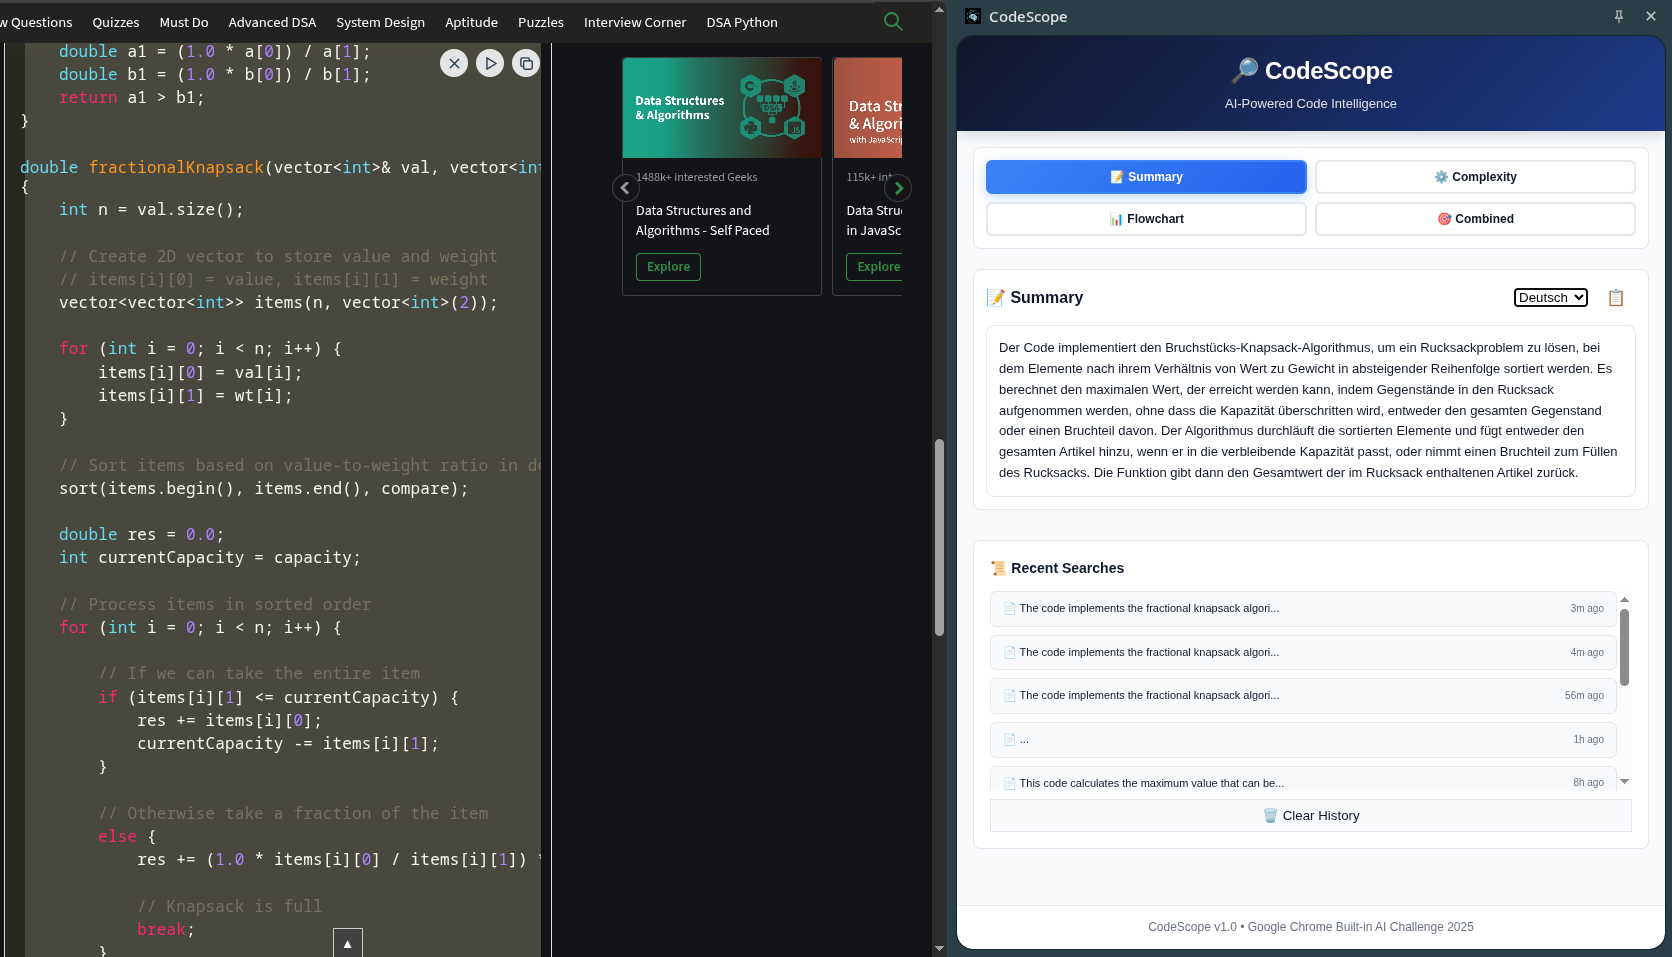 w Questions Quizzes Must Do Advanced DSA System Design Aptitude Puzzles Interview Corner DSA Python
double a1 = (1.0 * a[0]) / a[1];
double b1 = (1.0 * b[0]) / b[1];
return a1 > b1;
}
double fractionalKnapsack(vector<int>& val, vector<int
{
int n = val.size();
// Create 2D vector to store value and weight
// items[i][0] = value, items[i][1] = weight
vector<vector<int>> items(n, vector<int>(2));
for (int i = 0; i < n; i++) {
items[i][0] = val[i];
items[i][1] = wt[i];
}
// Sort items based on value-to-weight ratio in de
sort(items.begin(), items.end(), compare);
double res = 0.0;
int currentCapacity = capacity;
// Process items in sorted order
for (int i = 0; i < n; i++) {
// If we can take the entire item
if (items[i][1] <= currentCapacity) {
res += items[i][0];
currentCapacity -= items[i][1];
}
// Otherwise take a fraction of the item
else {
res += (1.0 * items[i][0] / items[i][1]) *
// Knapsack is full
break;
}
Data Structures
& Algorithms
C
DSA
JS
1488k+ interested Geeks
Data Structures and
Algorithms - Self Paced
Explore
Data Str
& Algori
with JavaScrip
115k+ int
Data Stru
in JavaSc
Explore
CodeScope
CodeScope
AI-Powered Code Intelligence
Summary
Complexity
Flowchart
Combined
Summary
Deutsch
Der Code implementiert den Bruchstücks-Knapsack-Algorithmus, um ein Rucksackproblem zu lösen, bei
dem Elemente nach ihrem Verhältnis von Wert zu Gewicht in absteigender Reihenfolge sortiert werden. Es
berechnet den maximalen Wert, der erreicht werden kann, indem Gegenstände in den Rucksack
aufgenommen werden, ohne dass die Kapazität überschritten wird, entweder den gesamten Gegenstand
oder einen Bruchteil davon. Der Algorithmus durchläuft die sortierten Elemente und fügt entweder den
gesamten Artikel hinzu, wenn er in die verbleibende Kapazität passt, oder nimmt einen Bruchteil zum Füllen
des Rucksacks. Die Funktion gibt dann den Gesamtwert der im Rucksack enthaltenen Artikel zurück.
Recent Searches
The code implements the fractional knapsack algori... 3m ago
The code implements the fractional knapsack algori... 4m ago
The code implements the fractional knapsack algori... 56m ago
... 1h ago
This code calculates the maximum value that can be... 8h ago
Clear History
CodeScope v1.0 • Google Chrome Built-in AI Challenge 2025